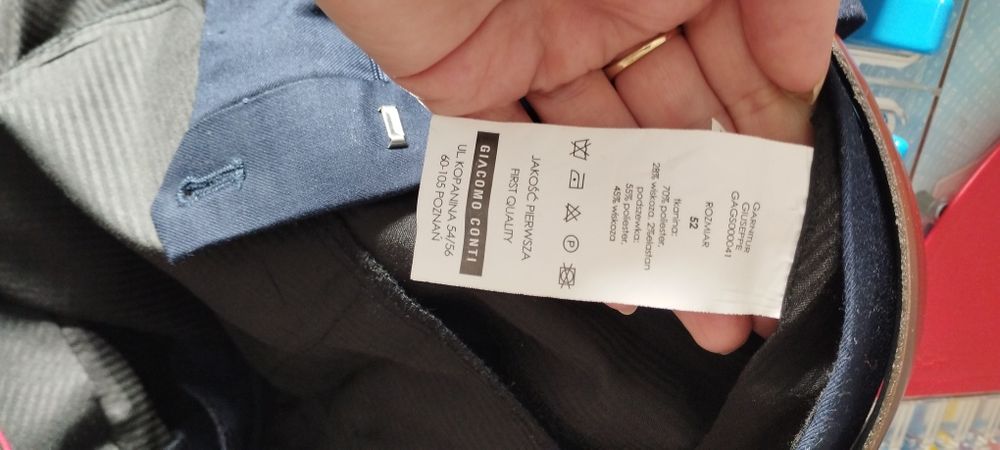 GARNITUR
GIUSEPPE
GAGS000041
ROZMIAR
52
tkanina:
70% poliester,
28% wiskoza, 2%elastan
podszewka:
55% poliester,
45% wiskoza
P
JAKOŚĆ PIERWSZA
FIRST QUALITY
GIACOMO CONTI
UL. KOPANINA 54/56
60-105 POZNAŃ